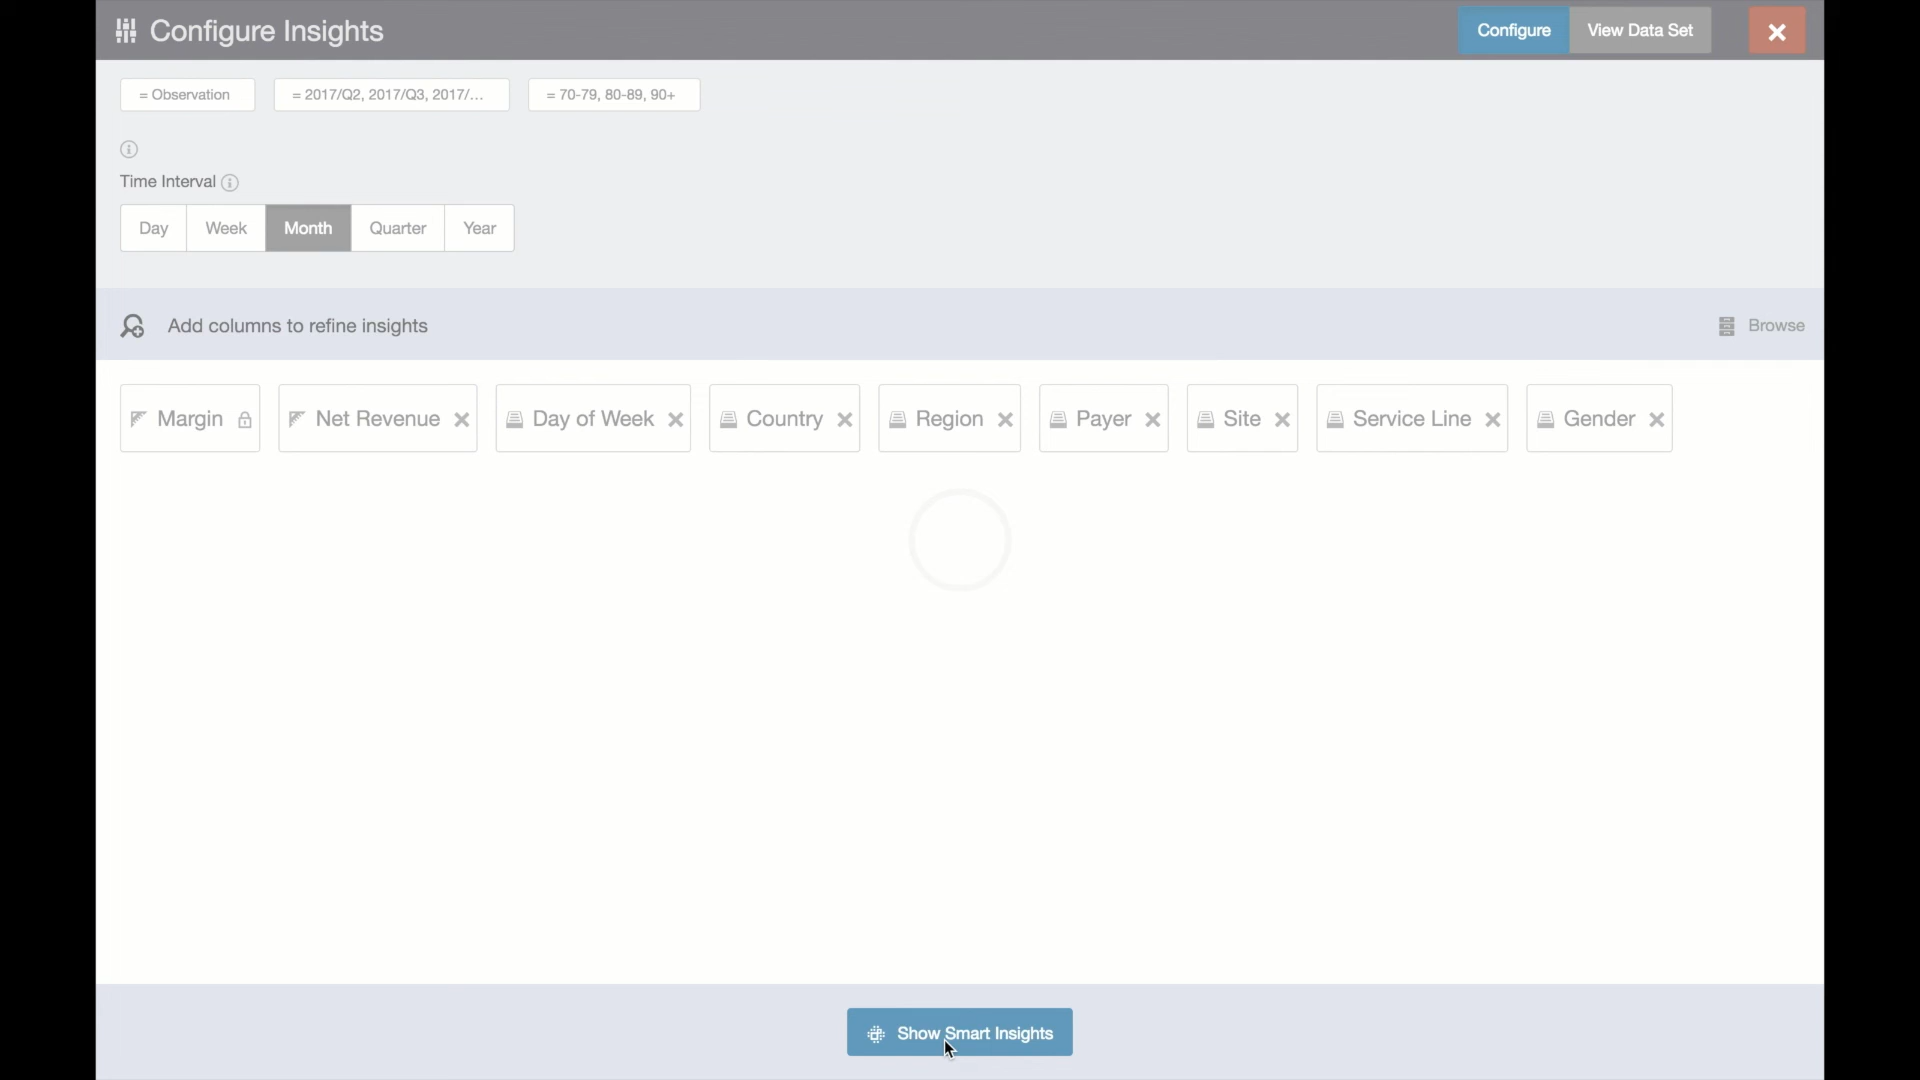 Configure Insights
Configure
View Data Set
= Observation
= 2017/Q2, 2017/Q3, 2017/...
= 70-79, 80-89, 90+
Time Interval
Day
Week
Month
Quarter
Year
Add columns to refine insights
Browse
Margin
Net Revenue
Day of Week
Country
Region
Payer
Site
Service Line
Gender
Show Smart Insights